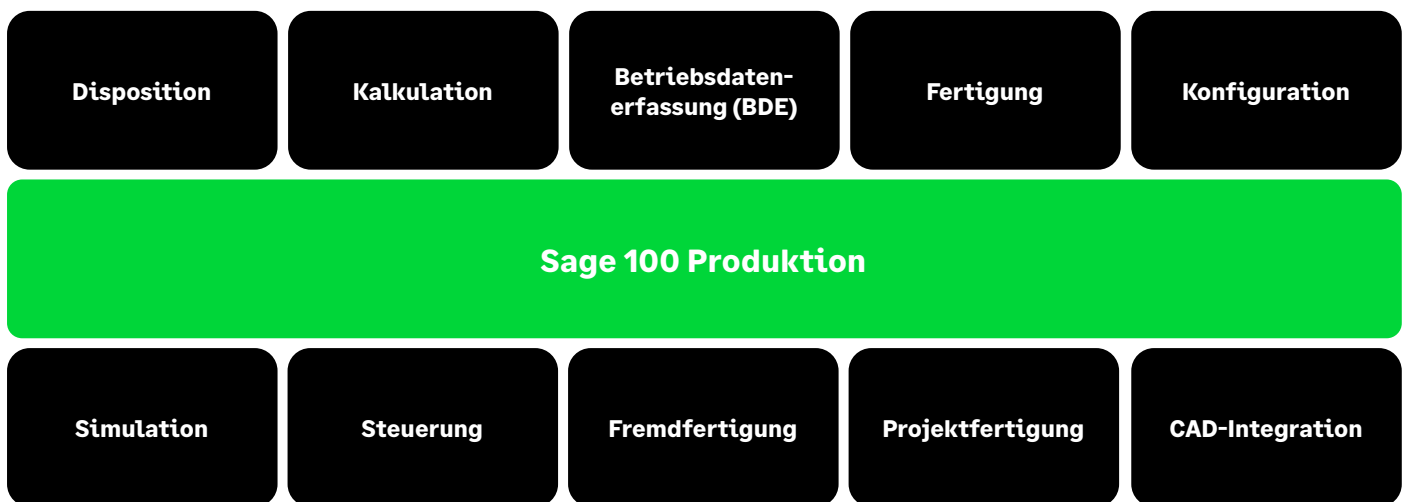 Disposition
Kalkulation
Betriebsdaten-
erfassung (BDE)
Fertigung
Konfiguration
Sage 100 Produktion
Simulation
Steuerung
Fremdfertigung
Projektfertigung
CAD-Integration